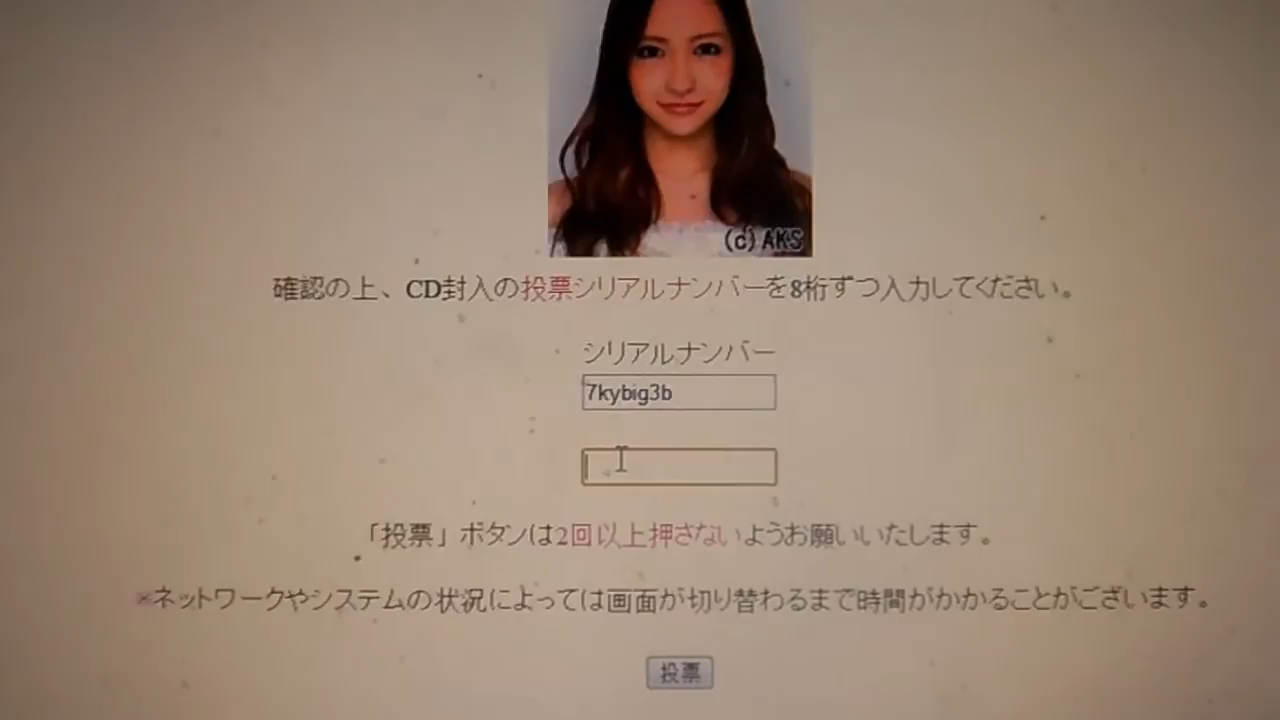 (c) AKS
確認の上、CD封入の投票シリアルナンバーを8桁ずつ入力してください。
シリアルナンバー
7kybig3b
「投票」ボタンは2回以上押さないようお願いいたします。
※ネットワークやシステムの状況によっては画面が切り替わるまで時間がかかることがございます。
投票